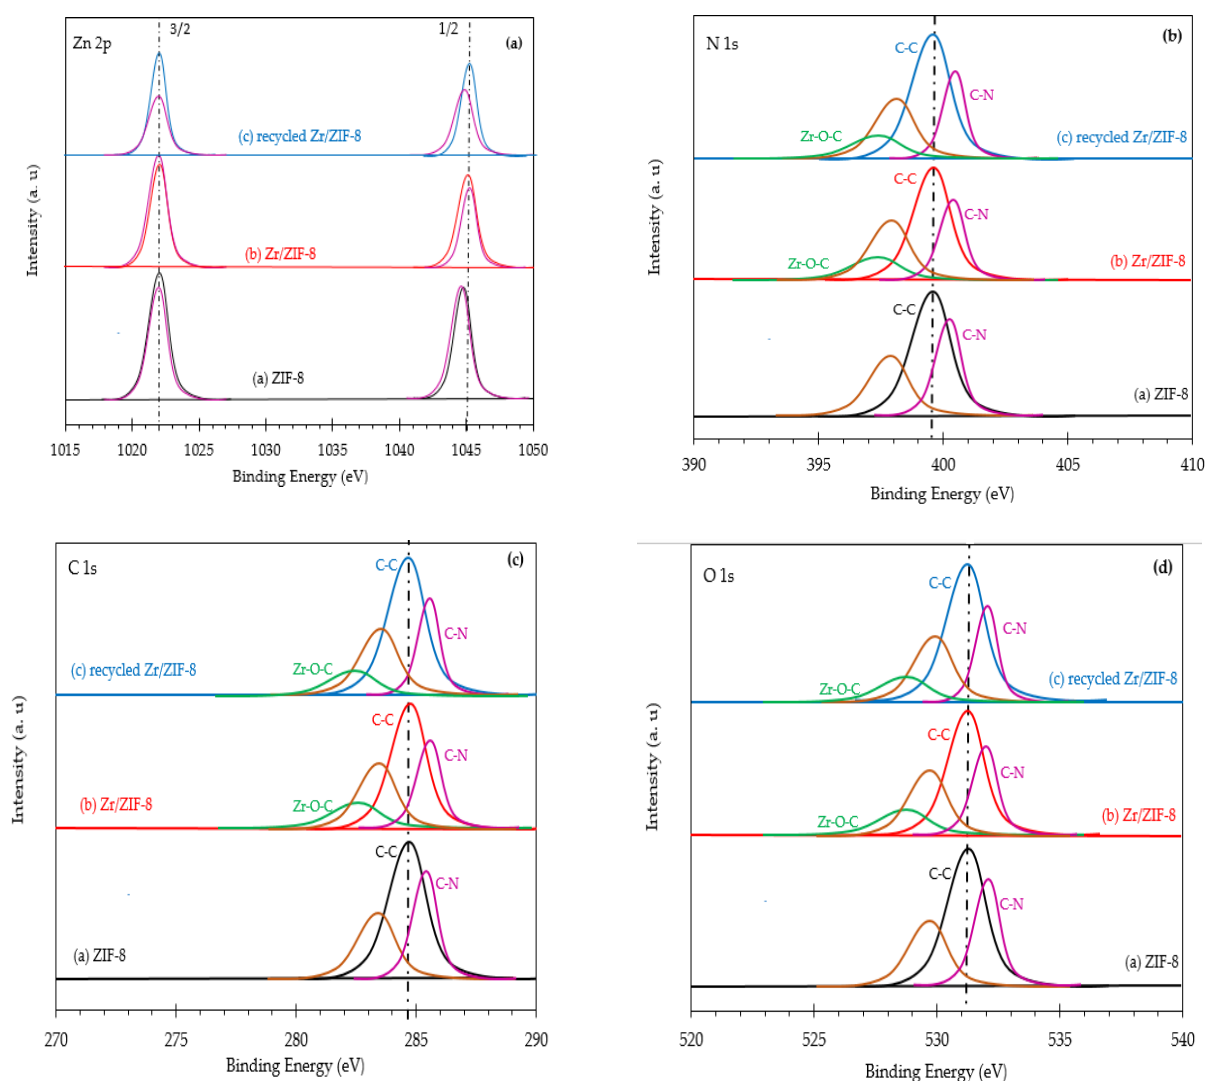 Zn 2p
3/2
1/2
(a)
(c) recycled Zr/ZIF-8
(b) Zr/ZIF-8
(a) ZIF-8
Intensity (a. u)
1015 1020 1025 1030 1035 1040 1045 1050
Binding Energy (eV)
N 1s
(b)
C-C
C-N
Zr-O-C
(c) recycled Zr/ZIF-8
C-C
C-N
Zr-O-C
(b) Zr/ZIF-8
C-C
C-N
(a) ZIF-8
Intensity (a. u)
390 395 400 405 410
Binding Energy (eV)
C 1s
(c)
C-C
C-N
Zr-O-C
(c) recycled Zr/ZIF-8
C-C
C-N
Zr-O-C
(b) Zr/ZIF-8
C-C
C-N
(a) ZIF-8
Intensity (a. u)
270 275 280 285 290
Binding Energy (eV)
O 1s
(d)
C-C
C-N
Zr-O-C
(c) recycled Zr/ZIF-8
C-C
C-N
Zr-O-C
(b) Zr/ZIF-8
C-C
C-N
(a) ZIF-8
Intensity (a. u)
520 525 530 535 540
Binding Energy (eV)